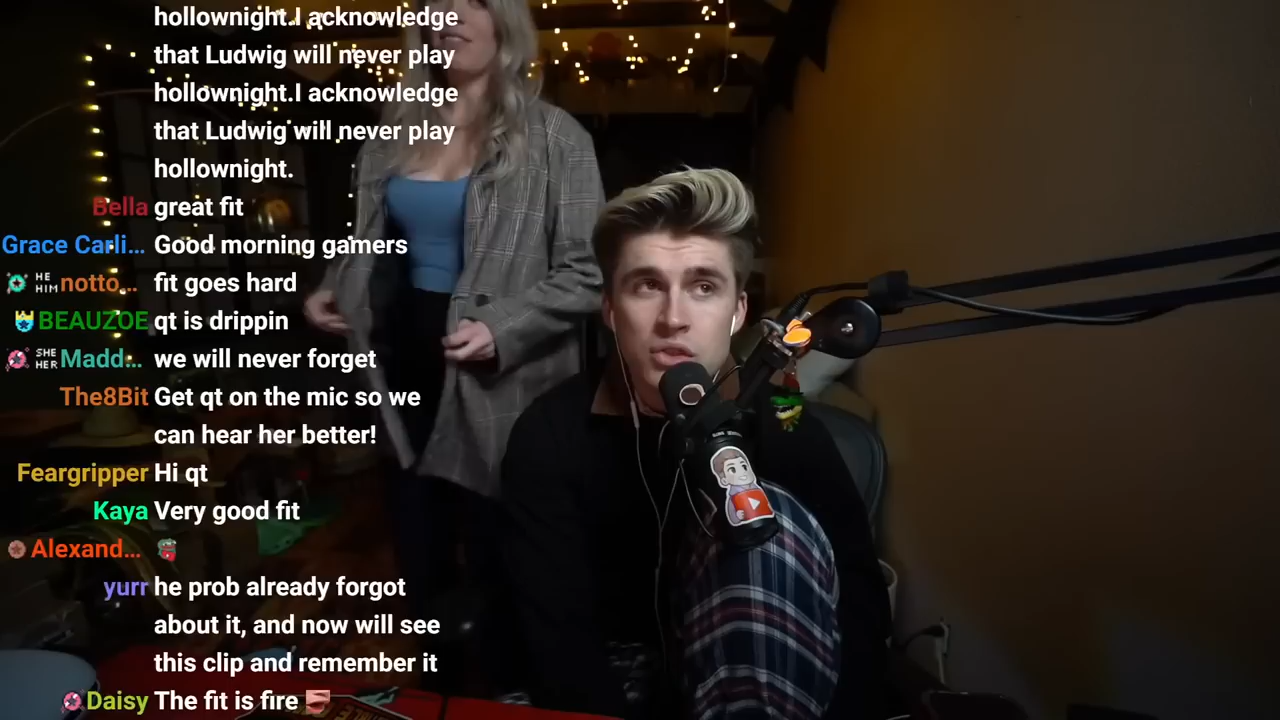 hollownight.I acknowledge
that Ludwig will never play
hollownight.I acknowledge
that Ludwig will never play
hollownight.
Bella great fit
Grace Carli... Good morning gamers
HE HIM notto... fit goes hard
BEAUZOE qt is drippin
SHE HER Madd... we will never forget
The8Bit Get qt on the mic so we
can hear her better!
Feargripper Hi qt
Kaya Very good fit
Alexand...
yurr he prob already forgot
about it, and now will see
this clip and remember it
Daisy The fit is fire